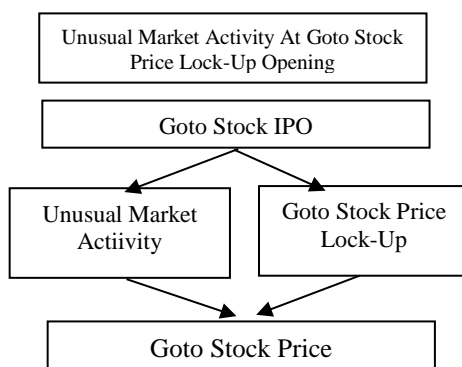 Unusual Market Activity At Goto Stock
Price Lock-Up Opening
Goto Stock IPO
Unusual Market
Actiivity
Goto Stock Price
Lock-Up
Goto Stock Price